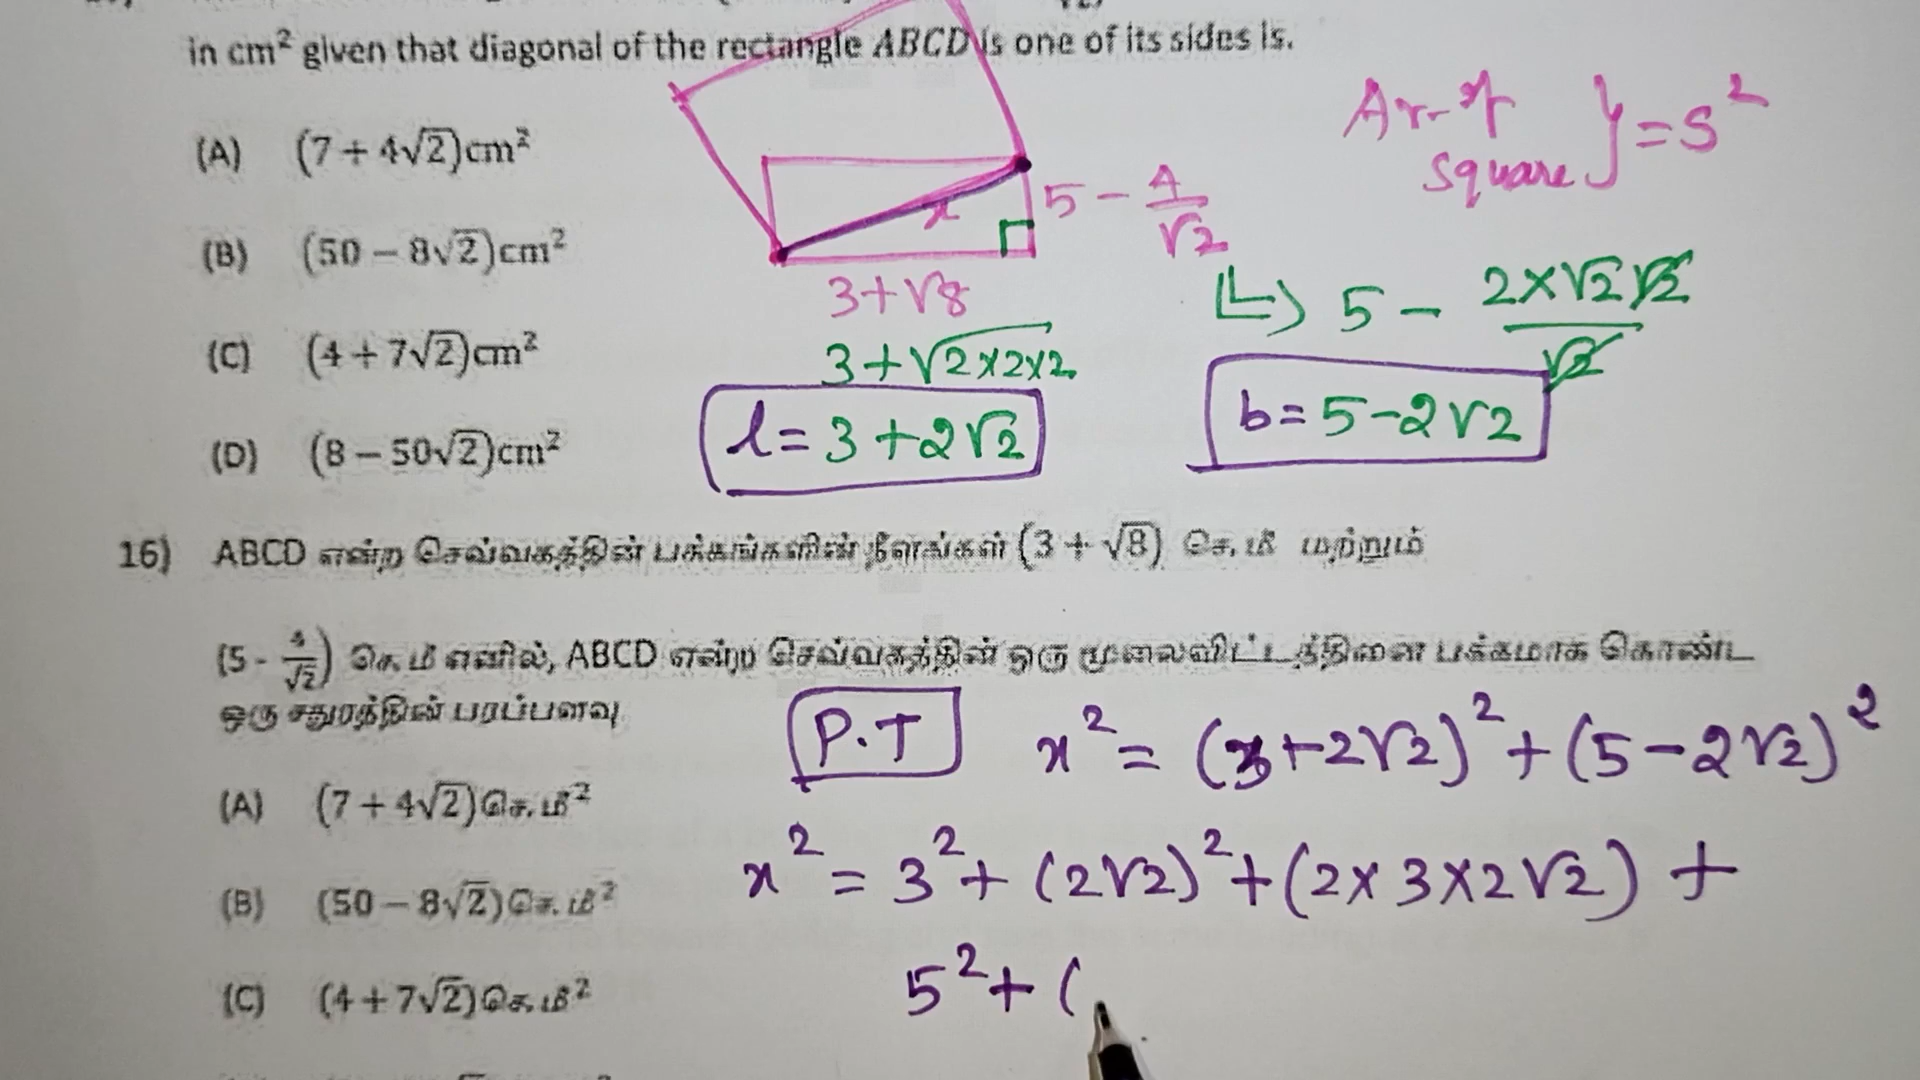 in cm² given that diagonal of the rectangle ABCD is one of its sides is.
(A) (7 + 4√2)cm²
(B) (50 − 8√2)cm²
(C) (4 + 7√2)cm²
(D) (8 − 50√2)cm²
Ar. of square } = S²
x
5 − 4/√2
3+√8
3+√2×2×2
l = 3+2√2
↳ 5 − 2×√2√2/√2
b = 5−2√2
16) ABCD என்ற செவ்வகத்தின் பக்கங்களின் நீளங்கள் (3 + √8) செ.மீ மற்றும்
(5 - 4/√2) செ.மீ எனில், ABCD என்ற செவ்வகத்தின் ஒரு மூலைவிட்டத்தினை பக்கமாக கொண்ட
ஒரு சதுரத்தின் பரப்பளவு
(A) (7 + 4√2)செ.மீ²
(B) (50 − 8√2)செ.மீ²
(C) (4 + 7√2)செ.மீ²
P.T x² = (3+2√2)² + (5−2√2)²
x² = 3² + (2√2)² + (2×3×2√2) +
5² + (